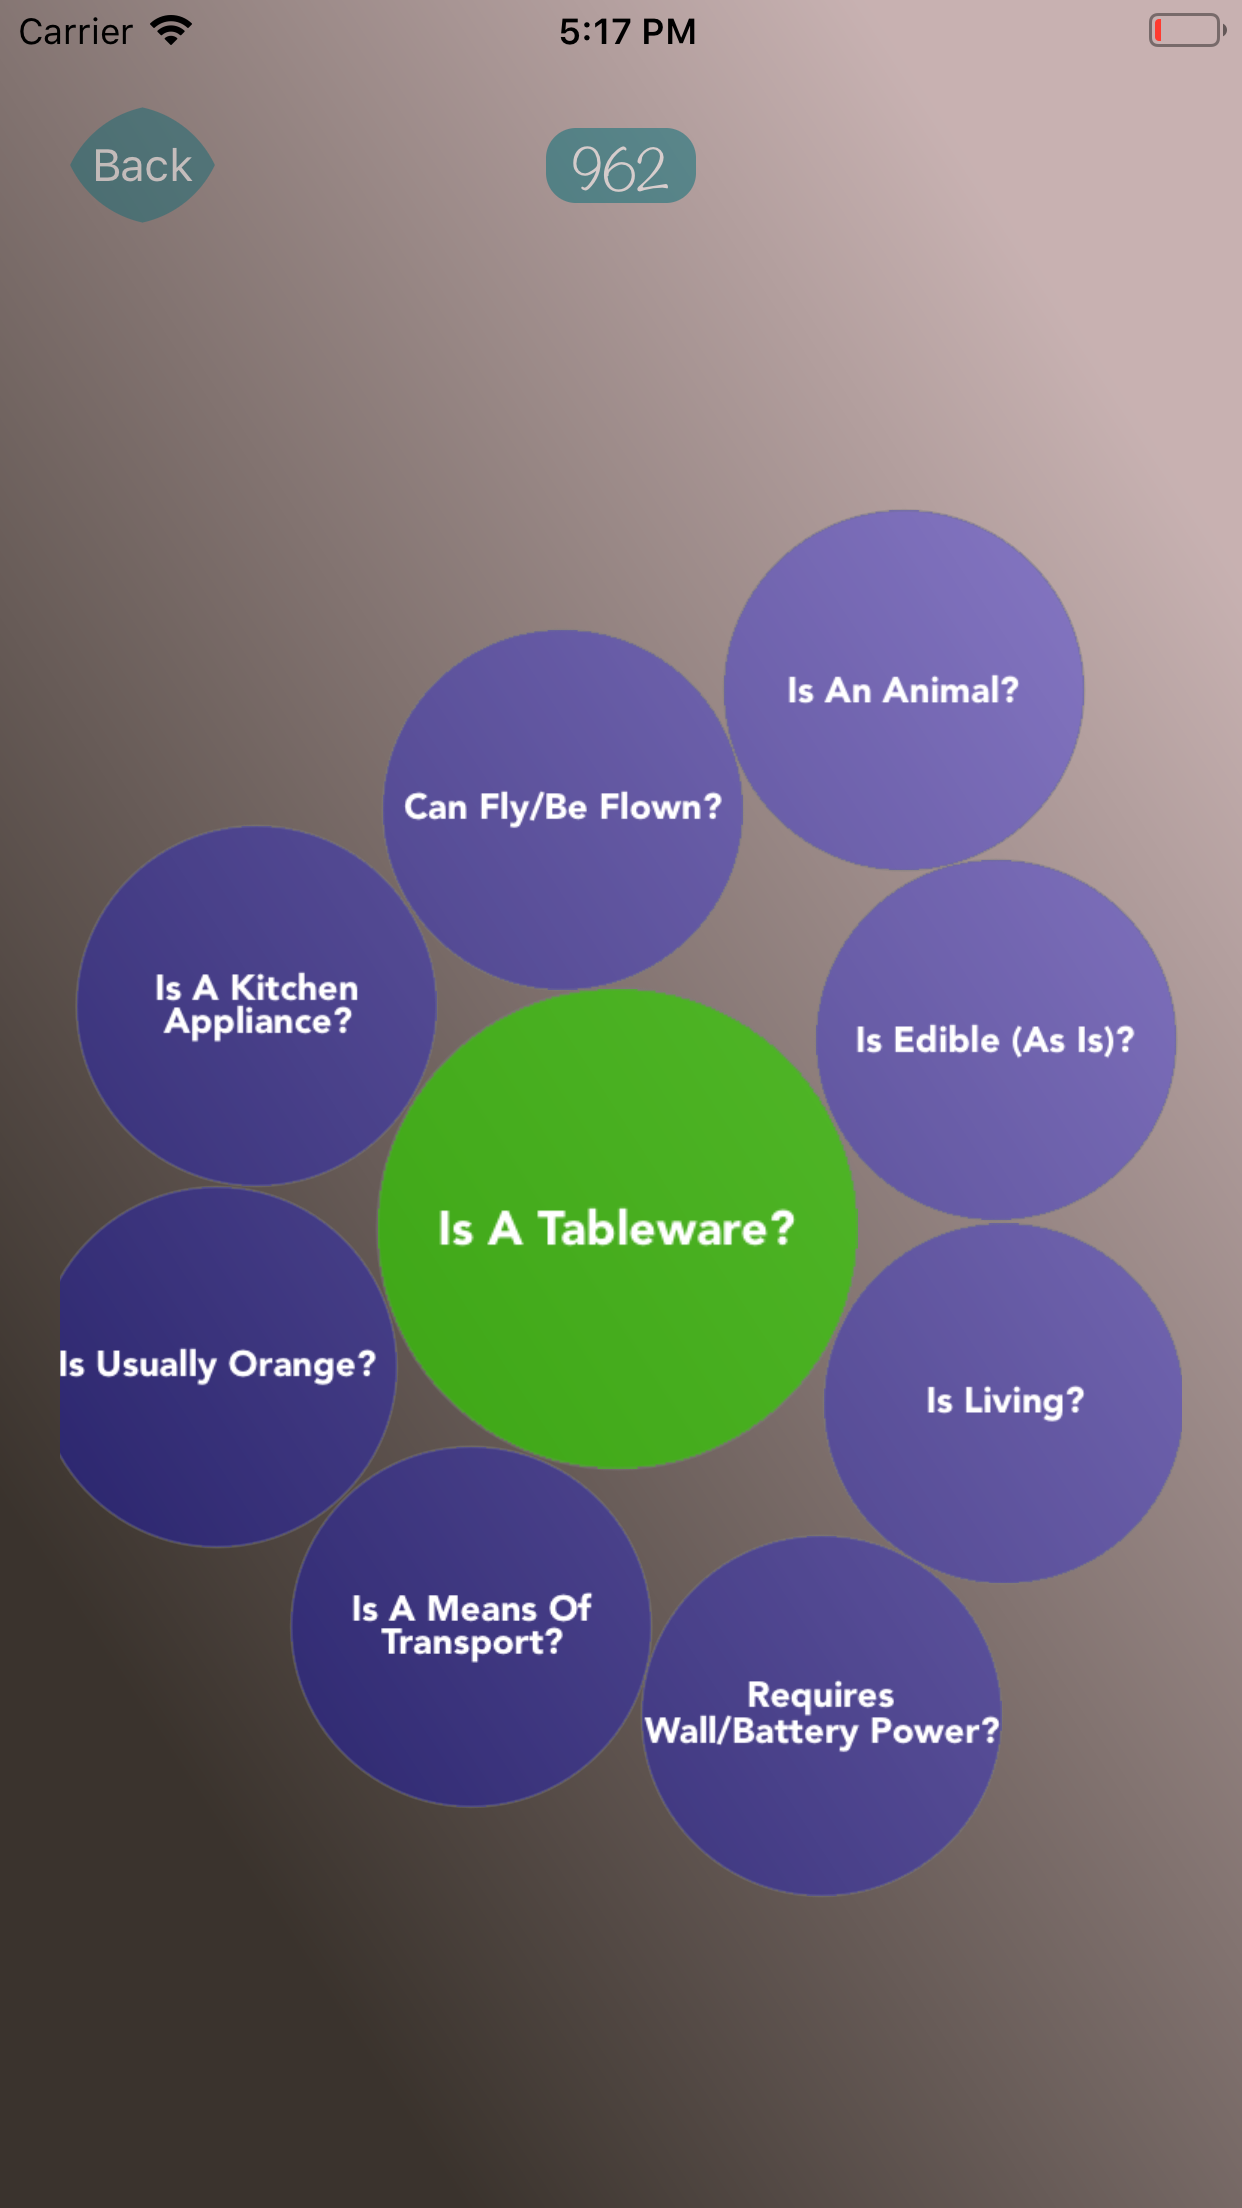 Carrier
5:17 PM
Back
962
Is An Animal?
Can Fly/Be Flown?
Is A Kitchen
Appliance?
Is Edible (As Is)?
Is A Tableware?
Is Usually Orange?
Is Living?
Is A Means Of
Transport?
Requires
Wall/Battery Power?